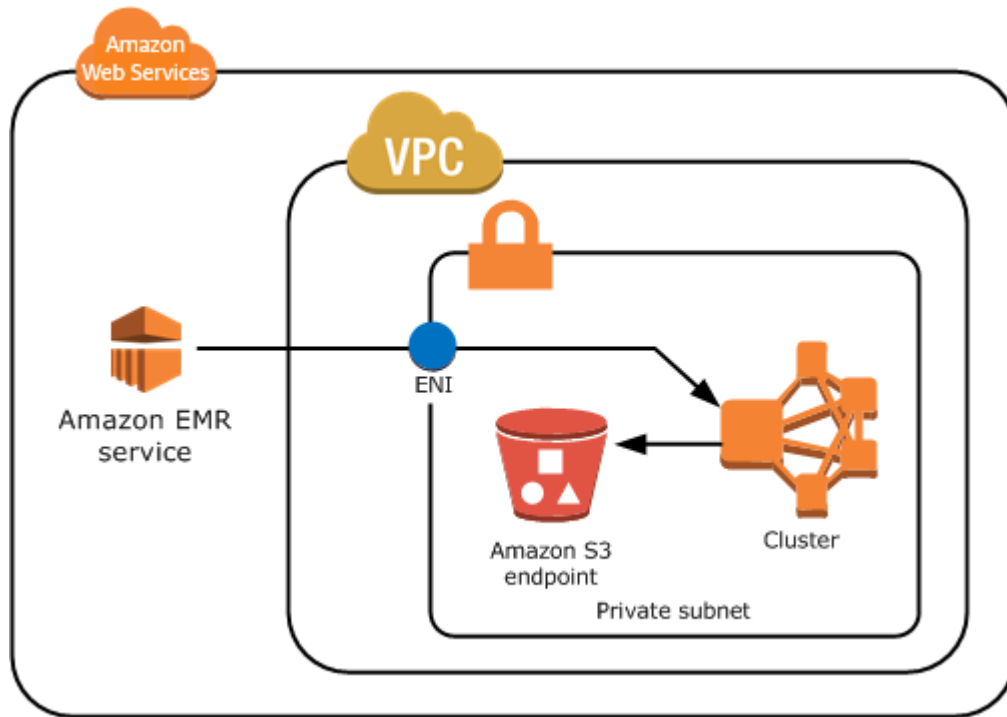 Amazon
Web Services
VPC
ENI
Amazon EMR
service
Amazon S3
endpoint
Cluster
Private subnet